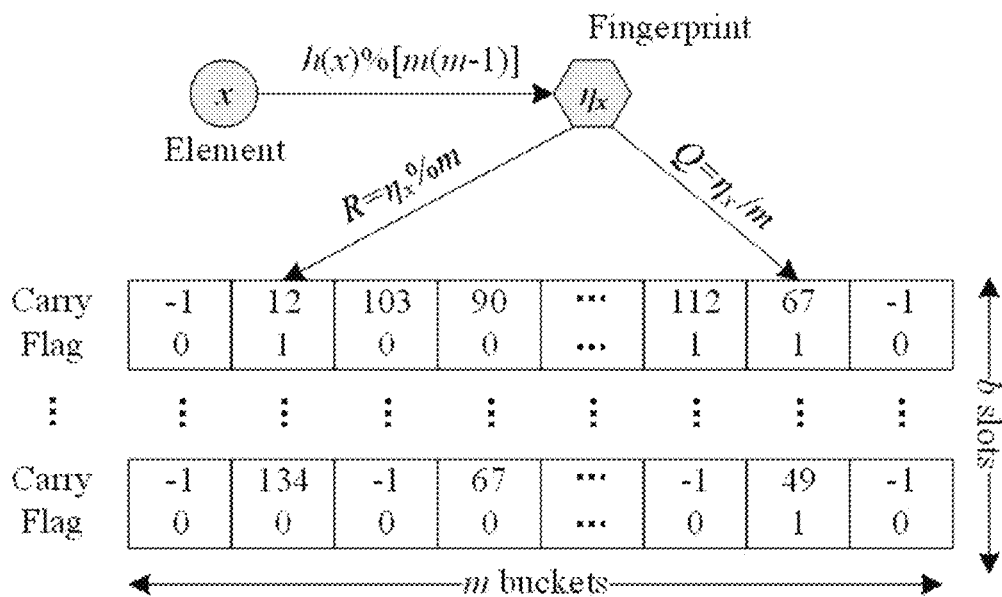 Fingerprint
h(x)%[m(m-1)]
x
ηx
Element
R=ηx%m
Q=ηx/m
Carry -1 12 103 90 ··· 112 67 -1
Flag 0 1 0 0 ··· 1 1 0
⋮ ⋮ ⋮ ⋮ ⋮ ⋮ ⋮ ⋮ ⋮
Carry -1 134 -1 67 ··· -1 49 -1
Flag 0 0 0 0 ··· 0 1 0
b slots
m buckets